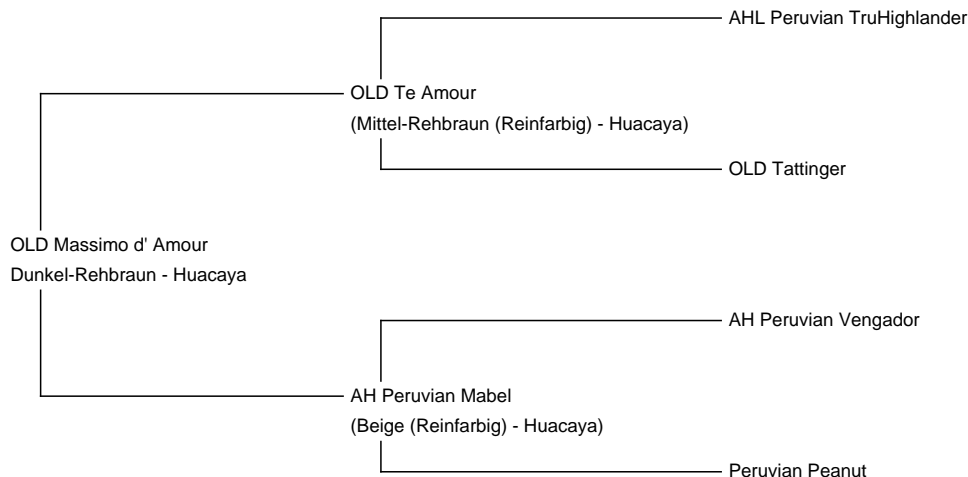 AHL Peruvian TruHighlander
OLD Te Amour
(Mittel-Rehbraun (Reinfarbig) - Huacaya)
OLD Tattinger
OLD Massimo d' Amour
Dunkel-Rehbraun - Huacaya
AH Peruvian Vengador
AH Peruvian Mabel
(Beige (Reinfarbig) - Huacaya)
Peruvian Peanut